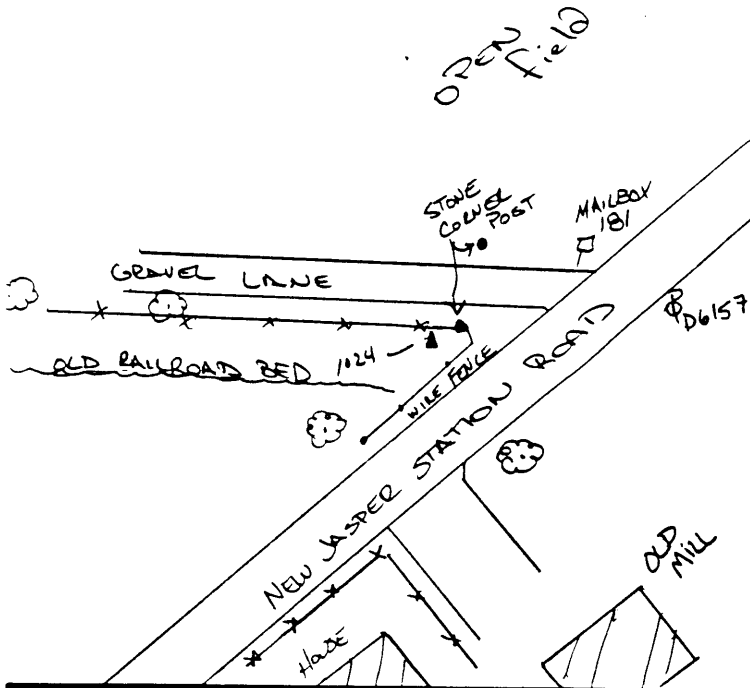 OPEN
Field
STONE
CORNER
POST
MAILBOX
181
GRAVEL LANE
D6157
1024
OLD RAILROAD BED
WIRE FENCE
NEW JASPER STATION ROAD
OLD
MILL
HOUSE